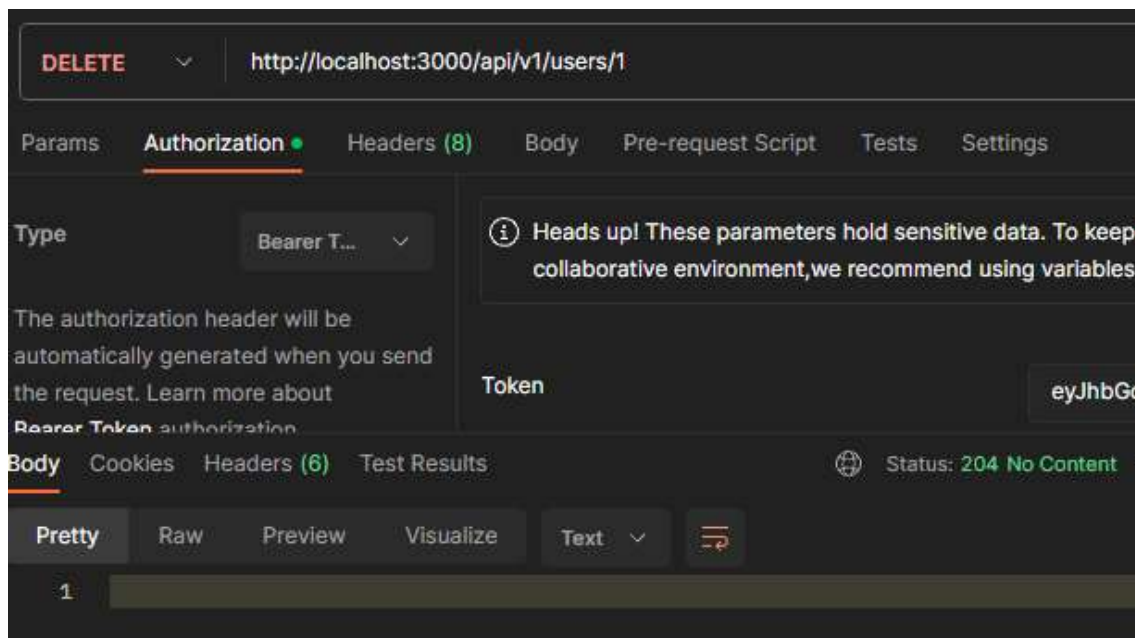 DELETE http://localhost:3000/api/v1/users/1
Params Authorization Headers (8) Body Pre-request Script Tests Settings
Type
Bearer T...
Heads up! These parameters hold sensitive data. To keep
collaborative environment,we recommend using variables
The authorization header will be
automatically generated when you send
the request. Learn more about
Bearer Token authorization
Token
eyJhbGc
Body Cookies Headers (6) Test Results Status: 204 No Content
Pretty Raw Preview Visualize Text
1